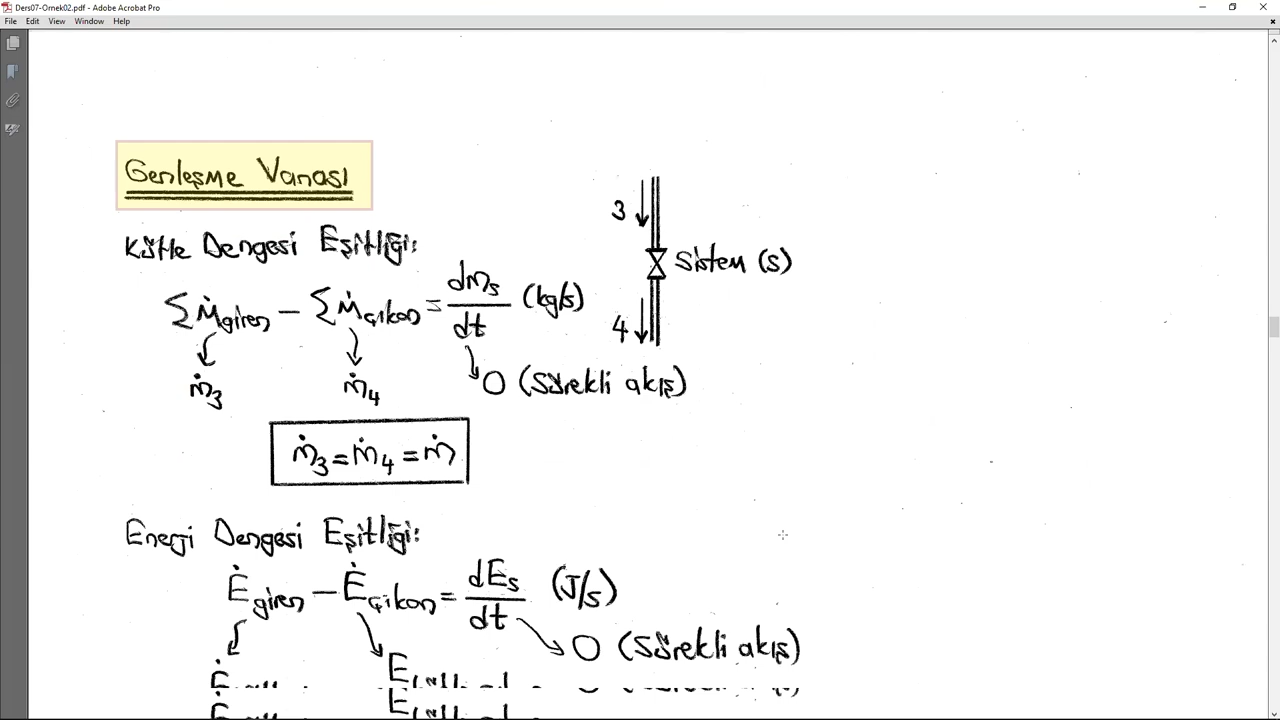 Ders07-Ornek02.pdf - Adobe Acrobat Pro
File Edit View Window Help
Genleşme Vanası
Kütle Dengesi Eşitliği:
∑ṁgiren − ∑ṁçıkan = dms/dt (kg/s)
ṁ3 ṁ4 0 (Sürekli akış)
ṁ3 = ṁ4 = ṁ
3
Sistem (s)
4
Enerji Dengesi Eşitliği:
Ėgiren − Ėçıkan = dEs/dt (J/s)
0 (Sürekli akış)